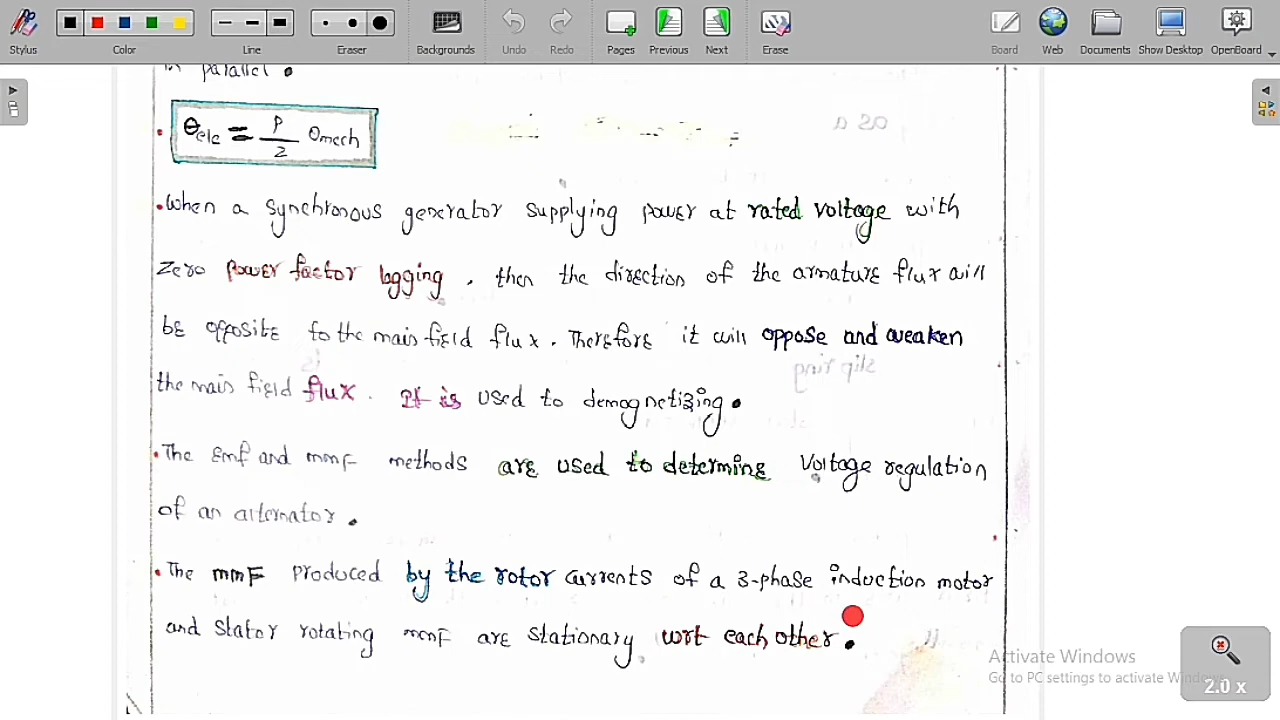 Stylus Color Line Eraser Backgrounds Undo Redo Pages Previous Next Erase Board Web Documents Show Desktop OpenBoard
in parallel.
θele = P/2 θmech
as a
. When a synchronous generator supplying power at rated voltage with
zero power factor lagging, then the direction of the armature flux will
be opposite to the main field flux. Therefore it will oppose and weaken
slip ring
the main field flux. It is used to demagnetizing.
. The Emf and mmF methods are used to determine Voltage regulation
of an alternator.
. The mmF produced by the rotor currents of a 3-phase induction motor
and stator rotating mmF are stationary wrt each other.
Activate Windows
Go to PC settings to activate Windows.
2.0 x